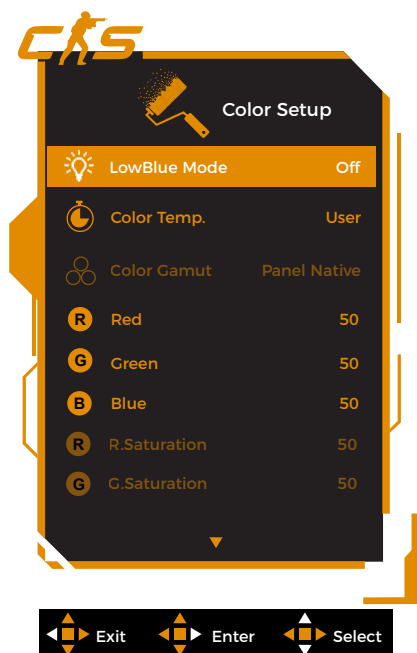 CS
Color Setup
LowBlue Mode Off
Color Temp. User
Color Gamut Panel Native
R Red 50
G Green 50
B Blue 50
R R.Saturation 50
G G.Saturation 50
Exit Enter Select